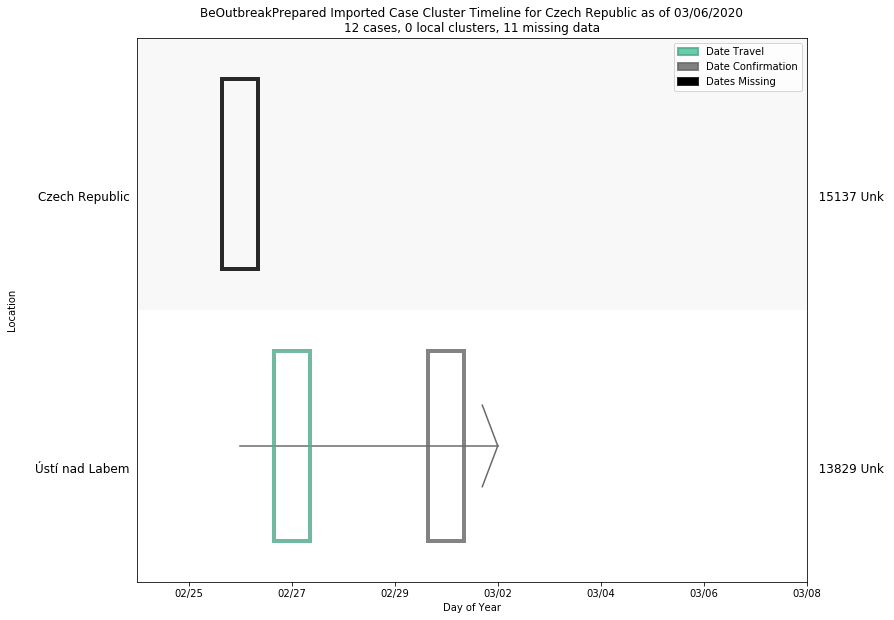 BeOutbreakPrepared Imported Case Cluster Timeline for Czech Republic as of 03/06/2020
12 cases, 0 local clusters, 11 missing data
Date Travel
Date Confirmation
Dates Missing
Czech Republic
15137 Unk
Location
Ústí nad Labem
13829 Unk
02/25
02/27
02/29
03/02
03/04
03/06
03/08
Day of Year